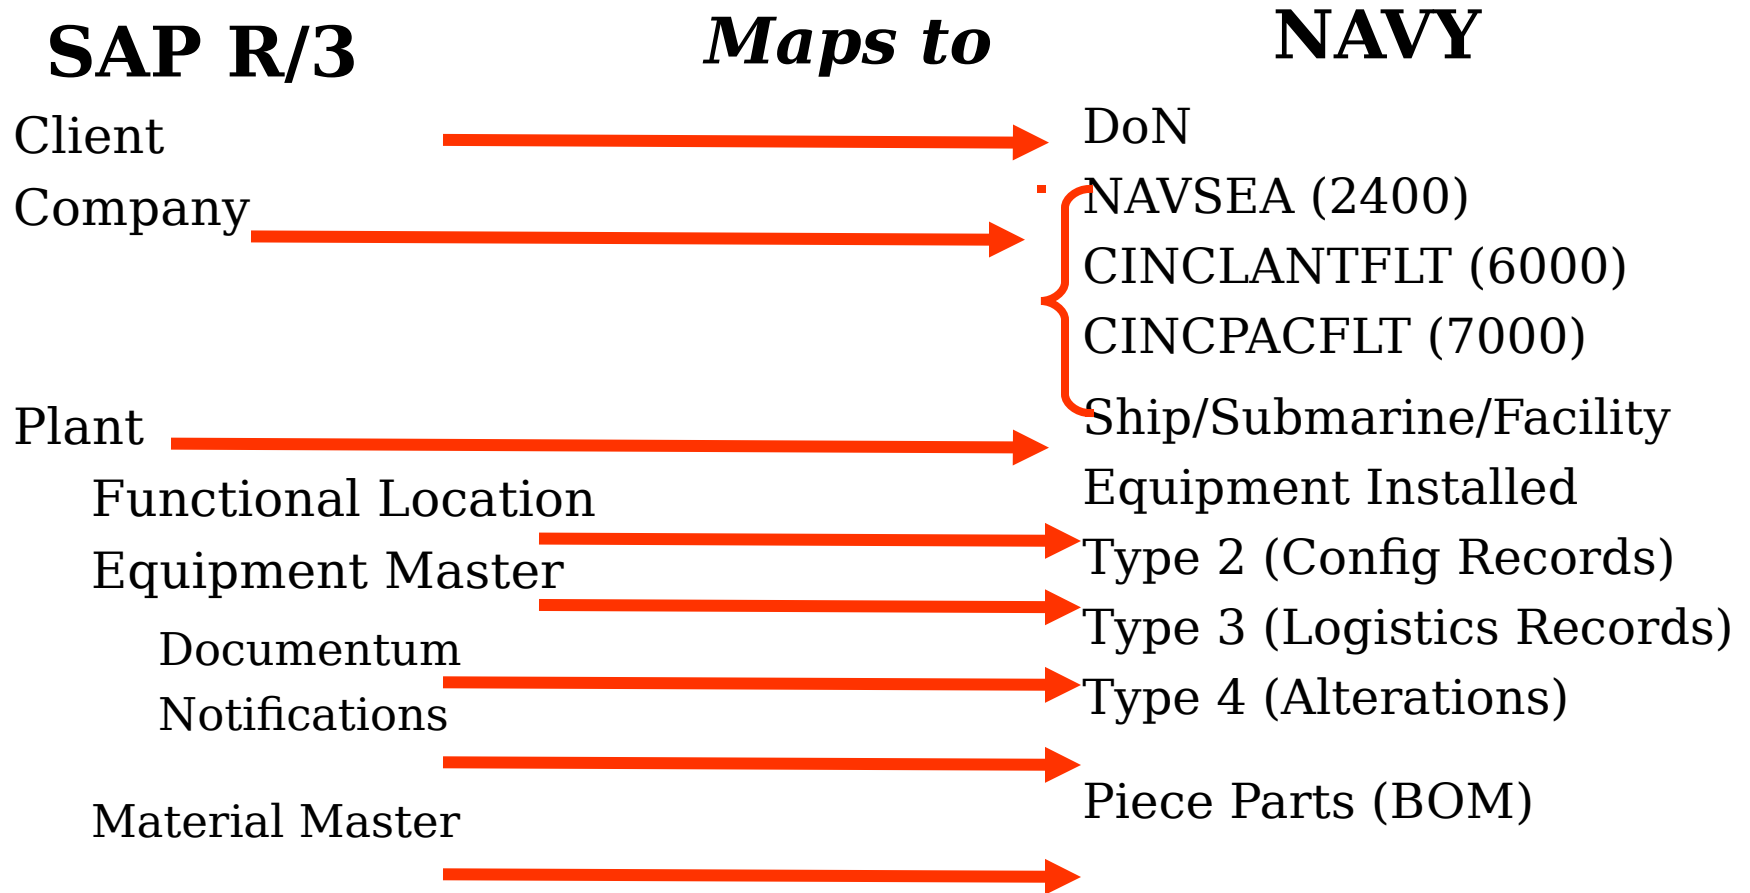 SAP R/3
Maps to
NAVY
Client
DoN
Company
NAVSEA (2400)
CINCLANTFLT (6000)
CINCPACFLT (7000)
Plant
Ship/Submarine/Facility
Functional Location
Equipment Installed
Equipment Master
Type 2 (Config Records)
Documentum
Type 3 (Logistics Records)
Notifications
Type 4 (Alterations)
Material Master
Piece Parts (BOM)